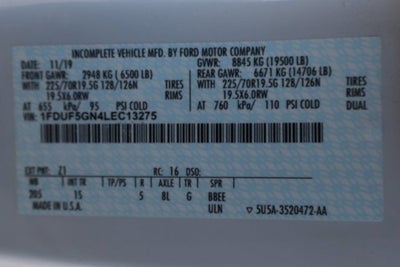 INCOMPLETE VEHICLE MFD. BY FORD MOTOR COMPANY
DATE: 11/19 GVWR: 8845 KG (19500 LB)
FRONT GAWR: 2948 KG ( 6500 LB) REAR GAWR: 6671 KG (14706 LB)
WITH 225/70R19.5G 128/126N TIRES WITH 225/70R19.5G 128/126N TIRES
19.5X6.0RW RIMS 19.5X6.0RW RIMS
AT 655 kPa/ 95 PSI COLD AT 760 kPa/ 110 PSI COLD
VIN: 1FDUF5GN4LEC13275
EXT PNT: Z1 RC: 16 DSO:
WB TP/PS R AXLE TR SPR
205 15 5 8L G BBEE
MADE IN U.S.A. ULN ▽ 5U5A-3520472-AA